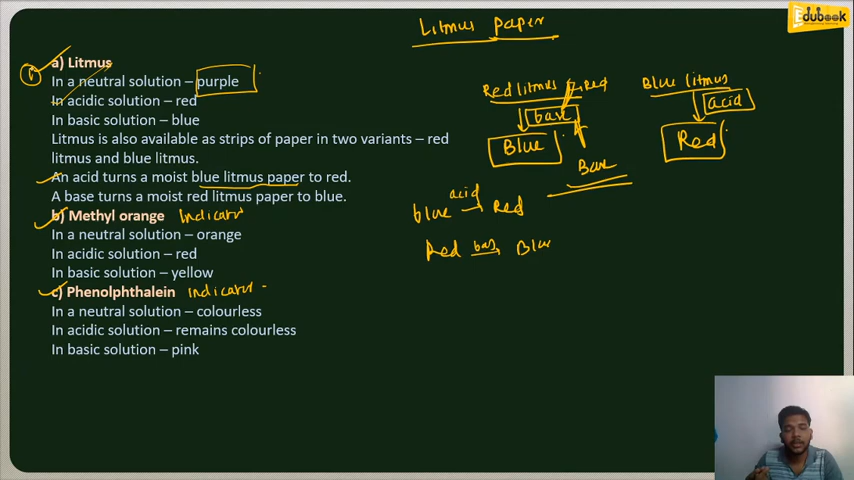 Edubook
Litmus paper
a) Litmus
In a neutral solution – purple
In acidic solution – red
In basic solution – blue
Litmus is also available as strips of paper in two variants – red
litmus and blue litmus.
An acid turns a moist blue litmus paper to red.
A base turns a moist red litmus paper to blue.
b) Methyl orange Indicator
In a neutral solution – orange
In acidic solution – red
In basic solution – yellow
c) Phenolphthalein indicator
In a neutral solution – colourless
In acidic solution – remains colourless
In basic solution – pink
Red litmus Red
base
Blue
Base
Blue litmus
acid
Red
acid
blue → Red
Red bas → Blue